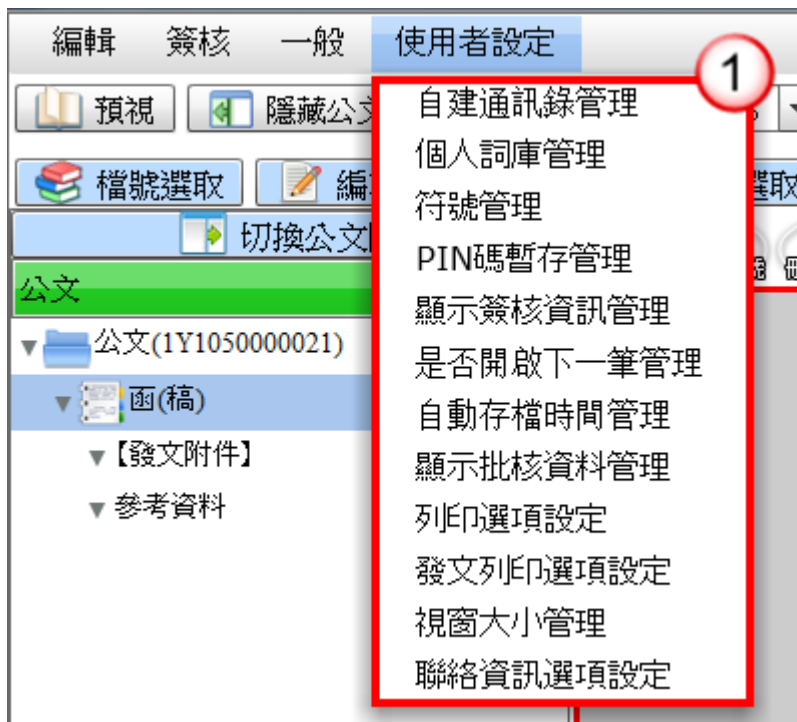 編輯 簽核 一般 使用者設定
1
預視 隱藏公文
檔號選取 編 選取
切換公文
公文
公文(1Y1050000021)
函(稿)
【發文附件】
參考資料
自建通訊錄管理
個人詞庫管理
符號管理
PIN碼暫存管理
顯示簽核資訊管理
是否開啟下一筆管理
自動存檔時間管理
顯示批核資料管理
列印選項設定
發文列印選項設定
視窗大小管理
聯絡資訊選項設定